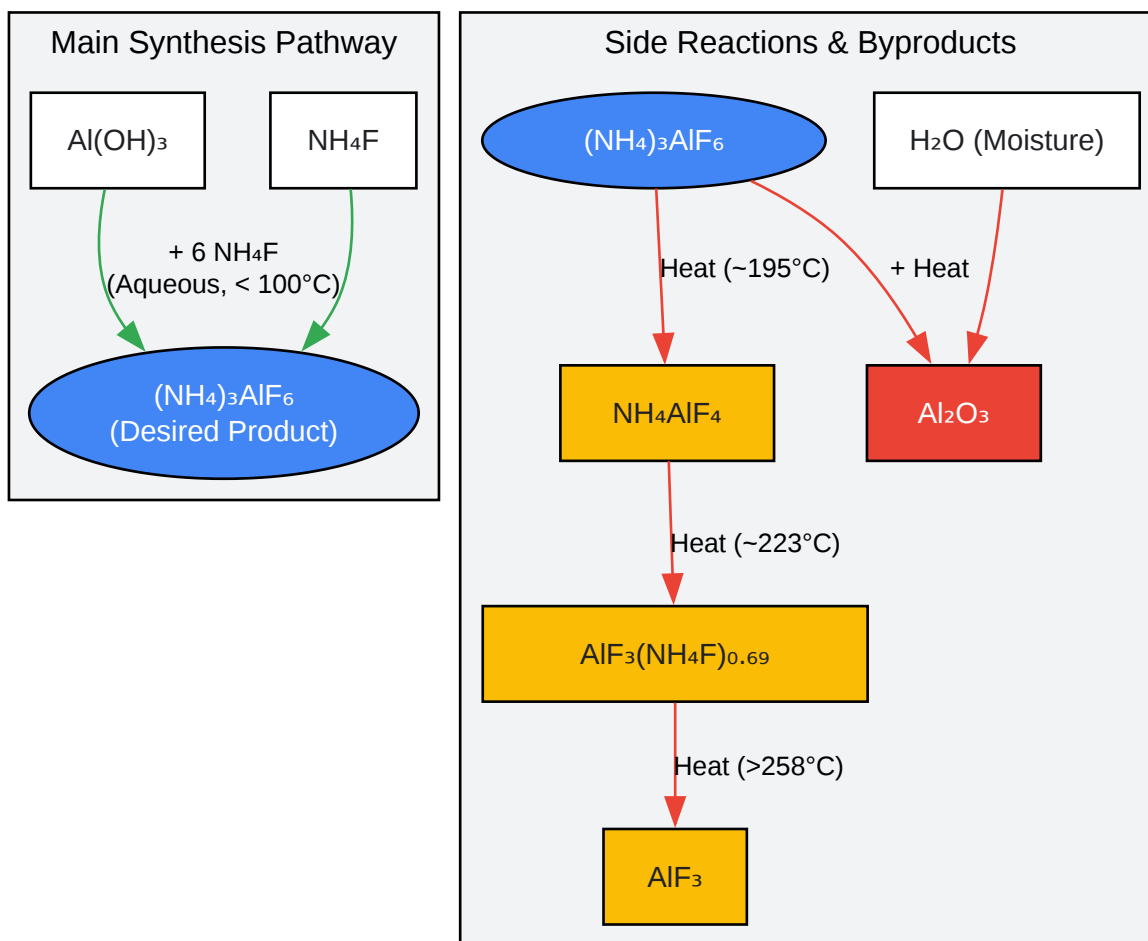 Main Synthesis Pathway
Al(OH)₃
NH₄F
+ 6 NH₄F
(Aqueous, < 100°C)
(NH₄)₃AlF₆
(Desired Product)
Side Reactions & Byproducts
(NH₄)₃AlF₆
H₂O (Moisture)
Heat (~195°C)
+ Heat
NH₄AlF₄
Al₂O₃
Heat (~223°C)
AlF₃(NH₄F)₀.₆₉
Heat (>258°C)
AlF₃